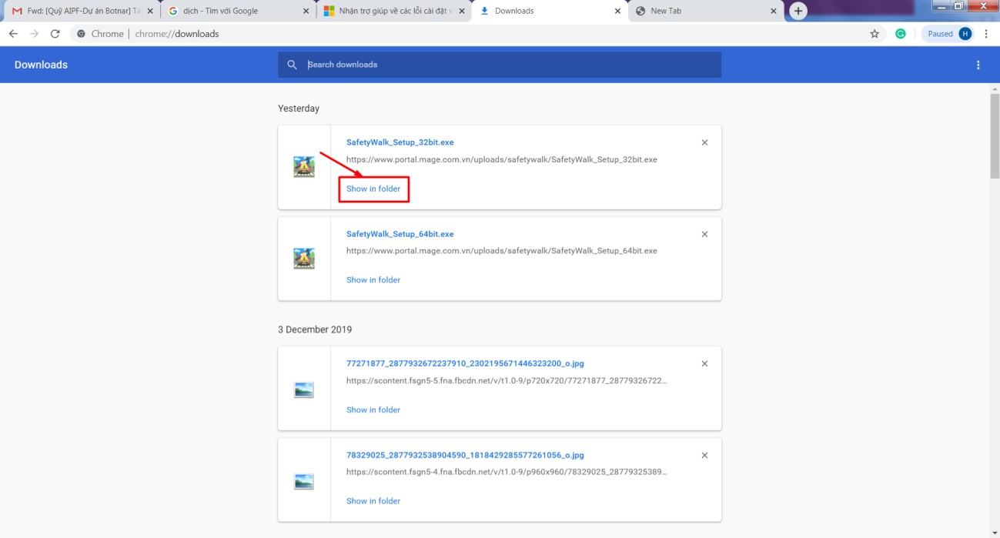 Fwd: [Quỹ AIPF-Dự án Botnar] Tà
dịch - Tìm với Google
Nhận trợ giúp về các lỗi cài đặt v
Downloads
New Tab
Chrome | chrome://downloads
Paused H
Downloads
Search downloads
Yesterday
SafetyWalk_Setup_32bit.exe
https://www.portal.mage.com.vn/uploads/safetywalk/SafetyWalk_Setup_32bit.exe
Show in folder
SafetyWalk_Setup_64bit.exe
https://www.portal.mage.com.vn/uploads/safetywalk/SafetyWalk_Setup_64bit.exe
Show in folder
3 December 2019
77271877_2877932672237910_2302195671446323200_o.jpg
https://scontent.fsgn5-5.fna.fbcdn.net/v/t1.0-9/p720x720/77271877_28779326722...
Show in folder
78329025_2877932538904590_1818429285577261056_o.jpg
https://scontent.fsgn5-4.fna.fbcdn.net/v/t1.0-9/p960x960/78329025_28779325389...
Show in folder